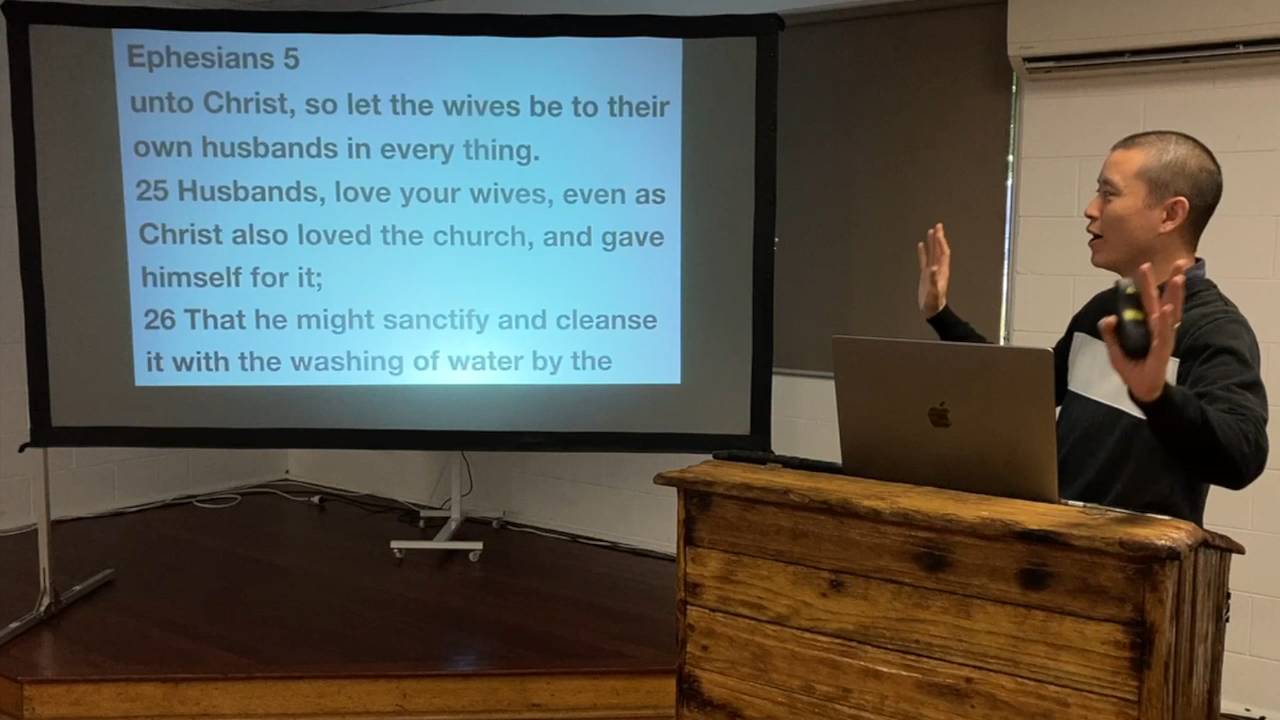 Ephesians 5
unto Christ, so let the wives be to their
own husbands in every thing.
25 Husbands, love your wives, even as
Christ also loved the church, and gave
himself for it;
26 That he might sanctify and cleanse
it with the washing of water by the